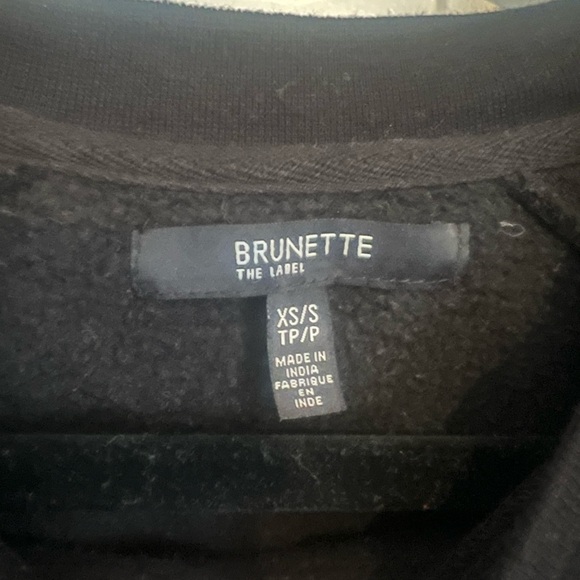 BRUNETTE
THE LABEL
XS/S
TP/P
MADE IN
INDIA
FABRIQUE
EN
INDE